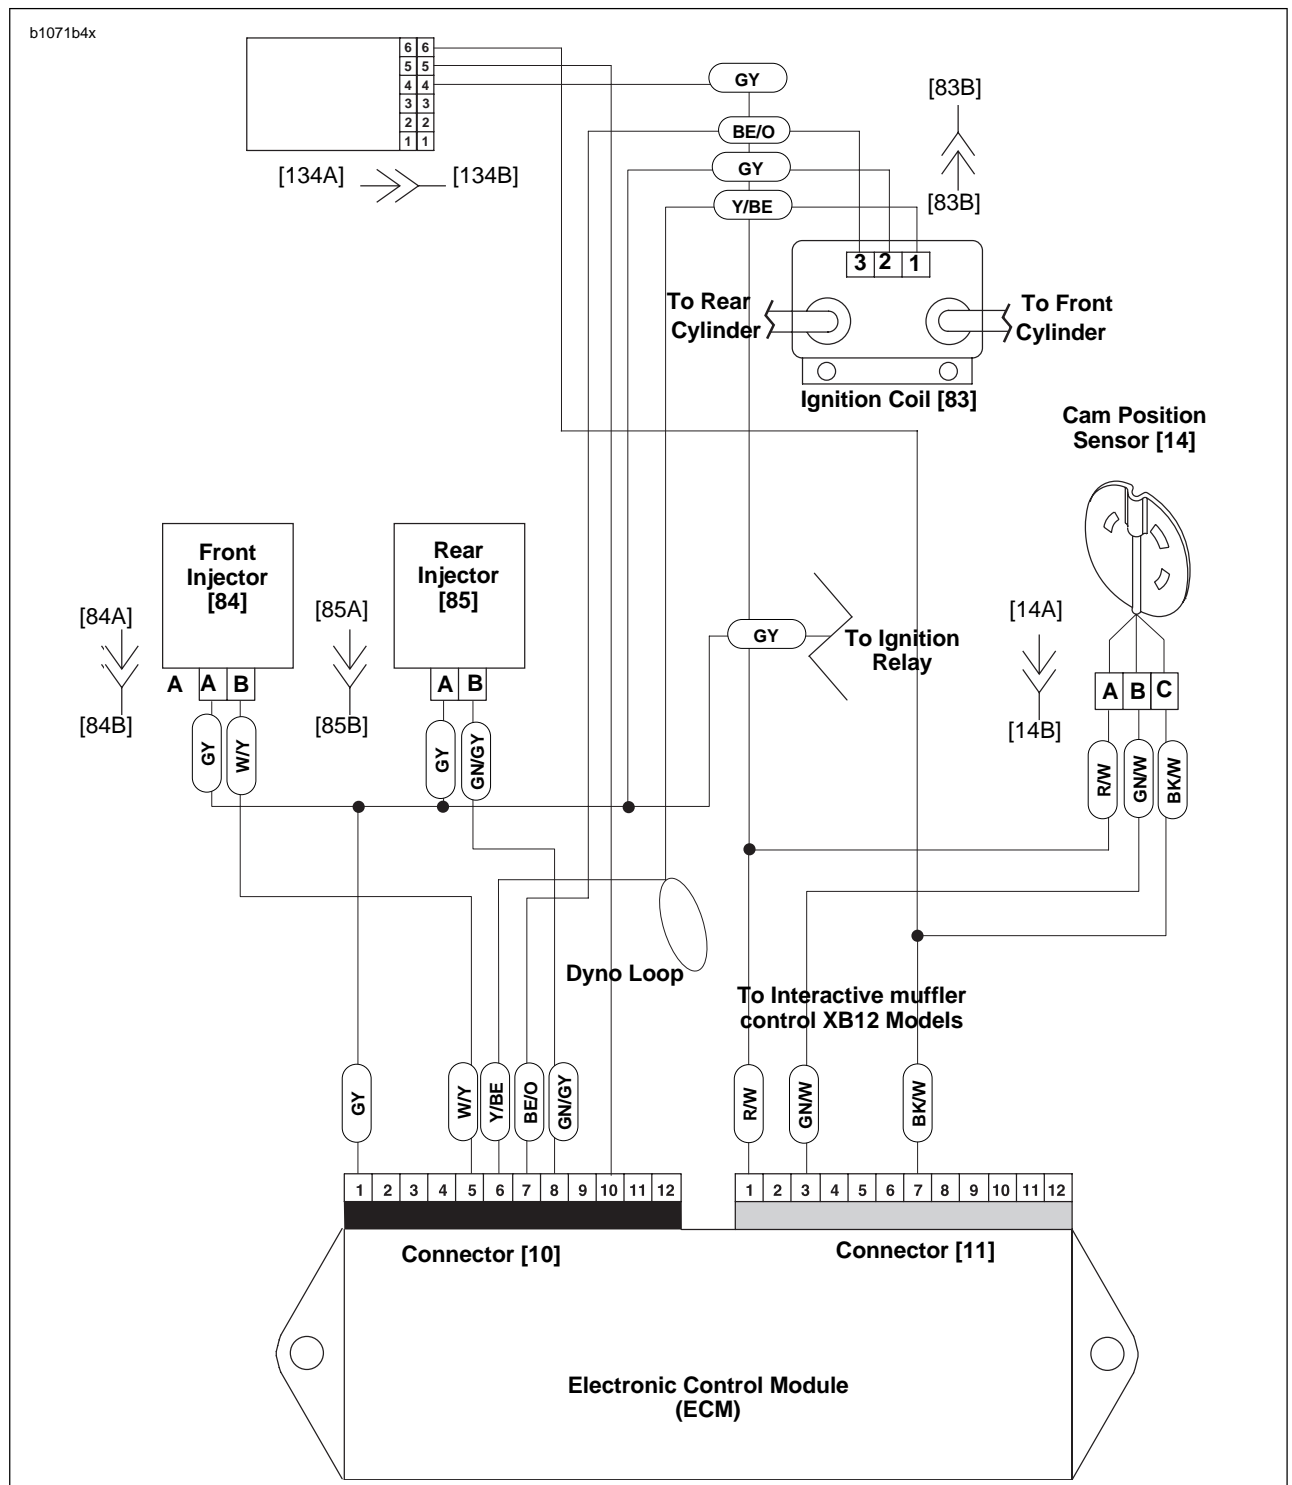 b1071b4x
6 6
5 5
4 4
3 3
2 2
1 1
[134A]
[134B]
GY
BE/O
GY
Y/BE
[83B]
[83B]
3 2 1
To Rear
Cylinder
To Front
Cylinder
Ignition Coil [83]
Cam Position
Sensor [14]
Front
Injector
[84]
Rear
Injector
[85]
[84A]
[84B]
[85A]
[85B]
A A B
A B
GY
W/Y
GY
GN/GY
GY
To Ignition
Relay
[14A]
[14B]
A B C
R/W
GN/W
BK/W
Dyno Loop
To Interactive muffler
control XB12 Models
GY
W/Y
Y/BE
BE/O
GN/GY
R/W
GN/W
BK/W
1 2 3 4 5 6 7 8 9 10 11 12
1 2 3 4 5 6 7 8 9 10 11 12
Connector [10]
Connector [11]
Electronic Control Module
(ECM)